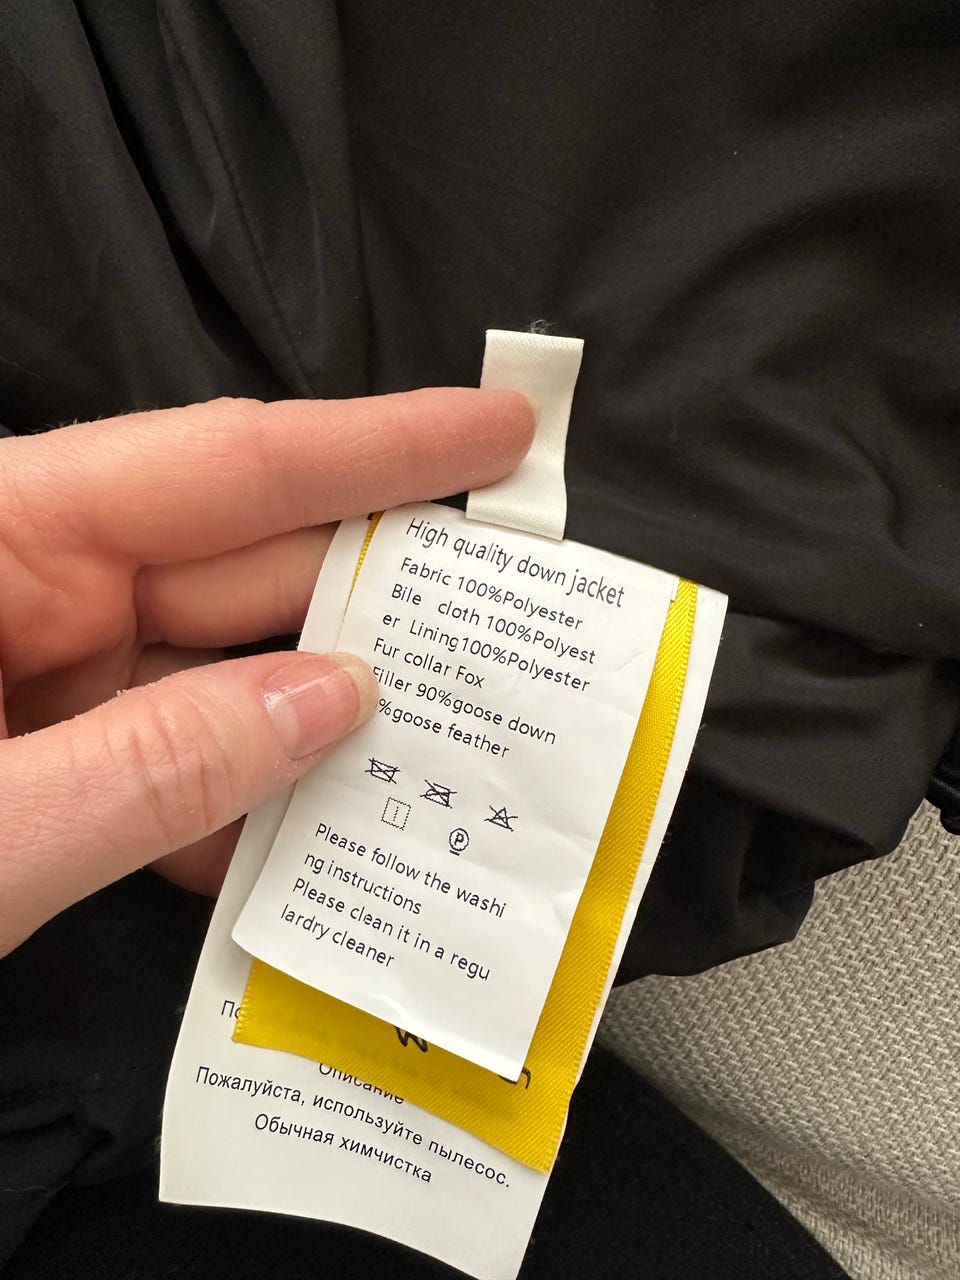 High quality down jacket
Fabric 100%Polyester
Bile cloth 100%Polyest
er Lining100%Polyester
Fur collar Fox
Filler 90%goose down
%goose feather
P
Please follow the washi
ng instructions
Please clean it in a regu
lardry cleaner
Описание
Пожалуйста, используйте пылесос.
Обычная химчистка